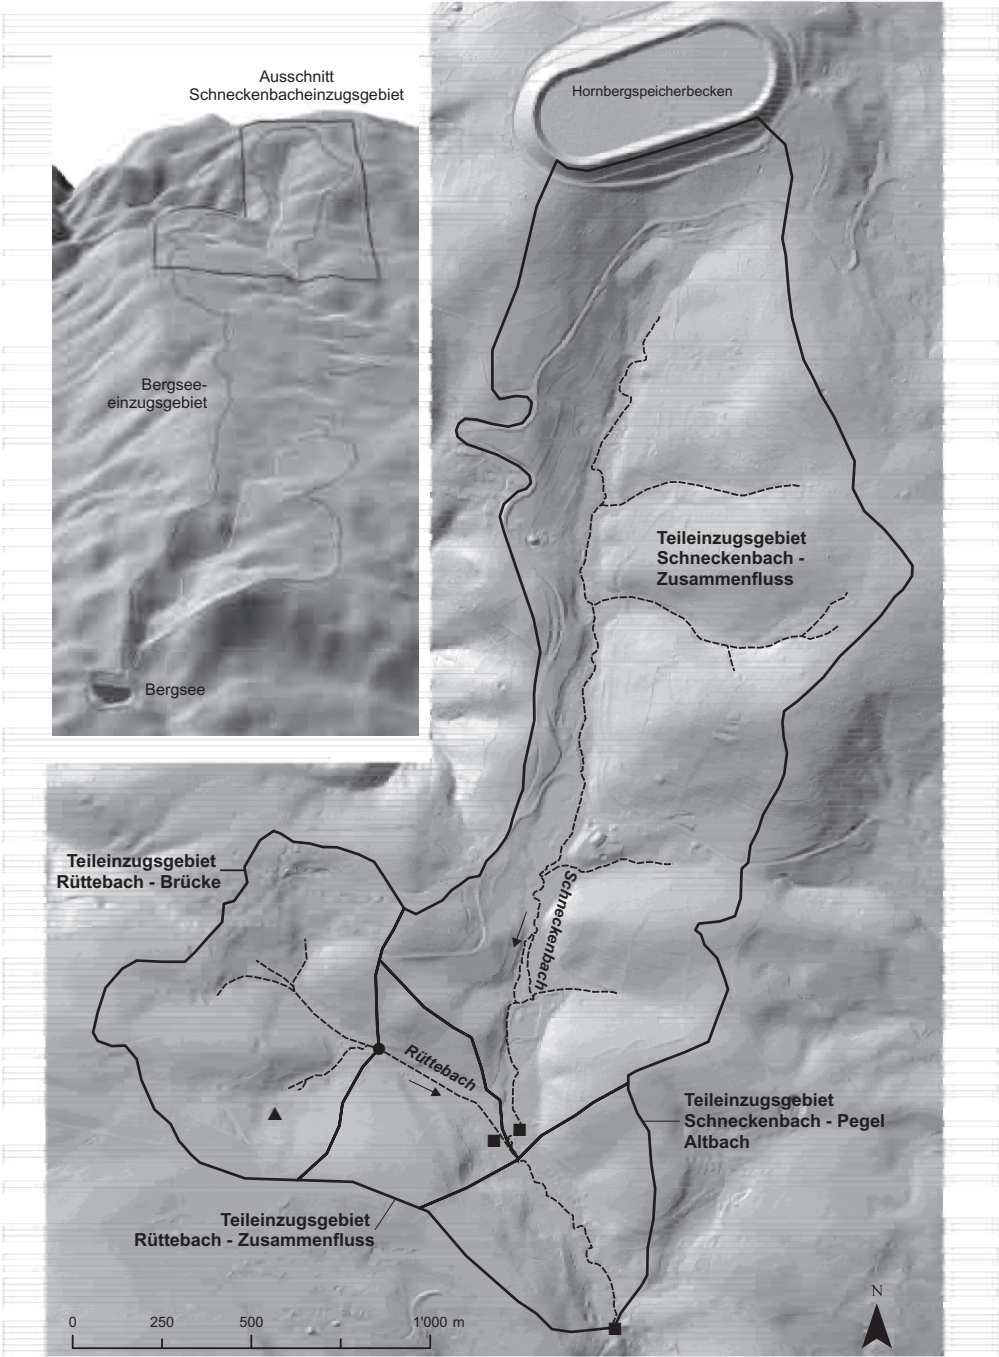 Ausschnitt
Schneckenbacheinzugsgebiet
Hornbergspeicherbecken
Bergsee-
einzugsgebiet
Bergsee
Teileinzugsgebiet
Schneckenbach -
Zusammenfluss
Teileinzugsgebiet
Rüttebach - Brücke
Schneckenbach
Rüttebach
Teileinzugsgebiet
Schneckenbach - Pegel
Altbach
Teileinzugsgebiet
Rüttebach - Zusammenfluss
0 250 500 1'000 m
N